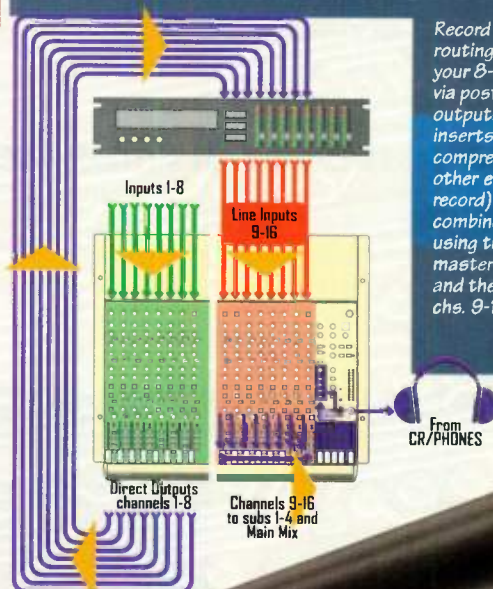 Record
routing
your 8-
via post
output
inserts
compre
other e
record)
combin
using th
master
and the
chs. 9-1
Inputs 1-8
Line Inputs
9-16
From
CR/PHONES
Direct Outputs
channels 1-8
Channels 9-16
to subs 1-4 and
Main Mix